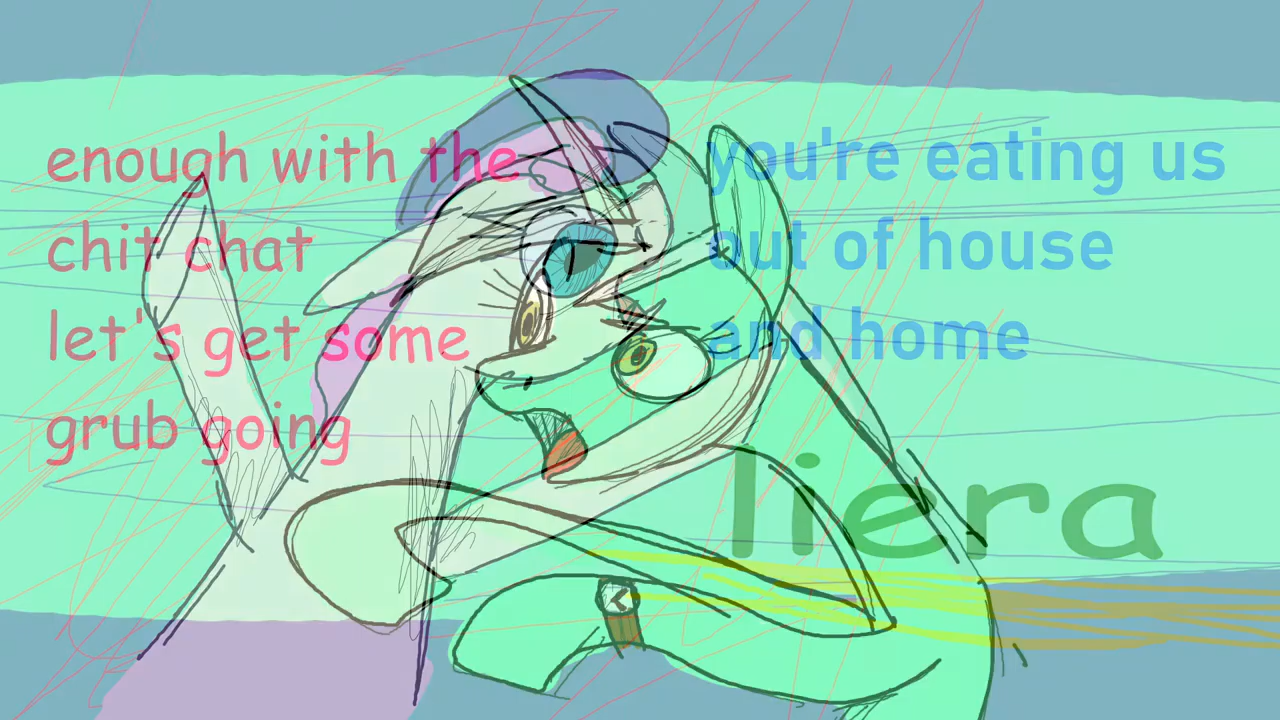 enough with the
chit chat
let's get some
grub going
you're eating us
out of house
and home
liera